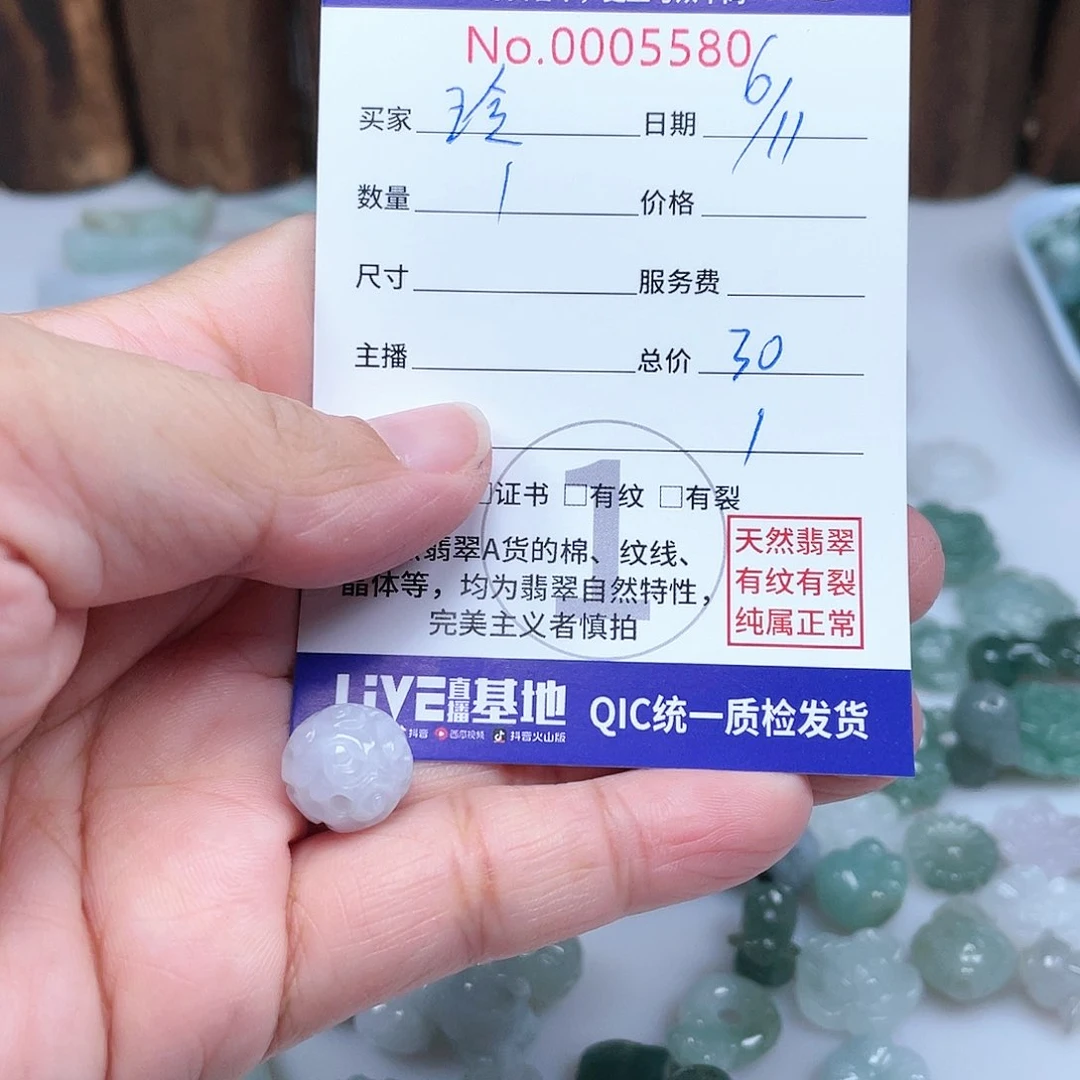 No.0005580
买家 玲 日期 6/11
数量 1 价格
尺寸 服务费
主播 总价 30
1
证书 □有纹 □有裂
翡翠A货的棉、纹线、
晶体等，均为翡翠自然特性，
完美主义者慎拍
1
天然翡翠
有纹有裂
纯属正常
LiVE直播基地 QIC统一质检发货
抖音 西瓜视频 抖音火山版